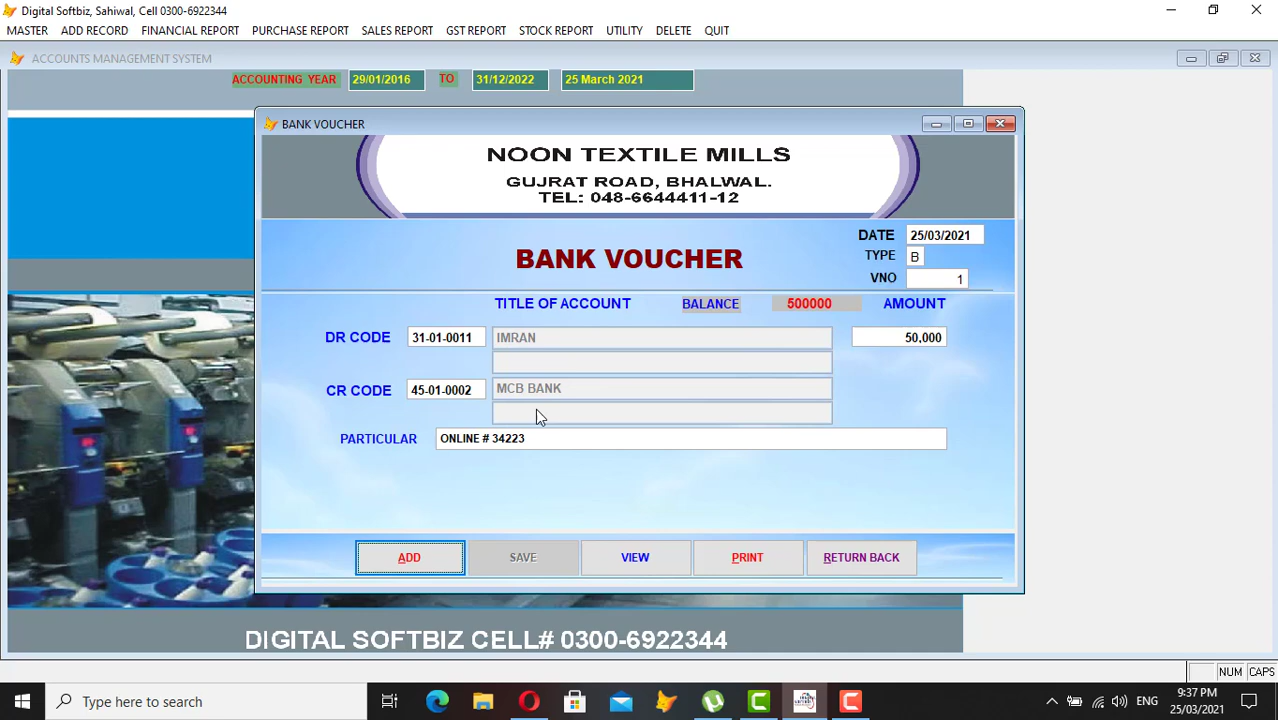 Digital Softbiz, Sahiwal, Cell 0300-6922344
MASTER ADD RECORD FINANCIAL REPORT PURCHASE REPORT SALES REPORT GST REPORT STOCK REPORT UTILITY DELETE QUIT
ACCOUNTS MANAGEMENT SYSTEM
ACCOUNTING YEAR 29/01/2016 TO 31/12/2022 25 March 2021
BANK VOUCHER
NOON TEXTILE MILLS
GUJRAT ROAD, BHALWAL.
TEL: 048-6644411-12
BANK VOUCHER
DATE 25/03/2021
TYPE B
VNO 1
TITLE OF ACCOUNT BALANCE 500000 AMOUNT
DR CODE 31-01-0011 IMRAN 50,000
CR CODE 45-01-0002 MCB BANK
PARTICULAR ONLINE # 34223
ADD SAVE VIEW PRINT RETURN BACK
DIGITAL SOFTBIZ CELL# 0300-6922344
NUM CAPS
Type here to search
ENG
9:37 PM
25/03/2021